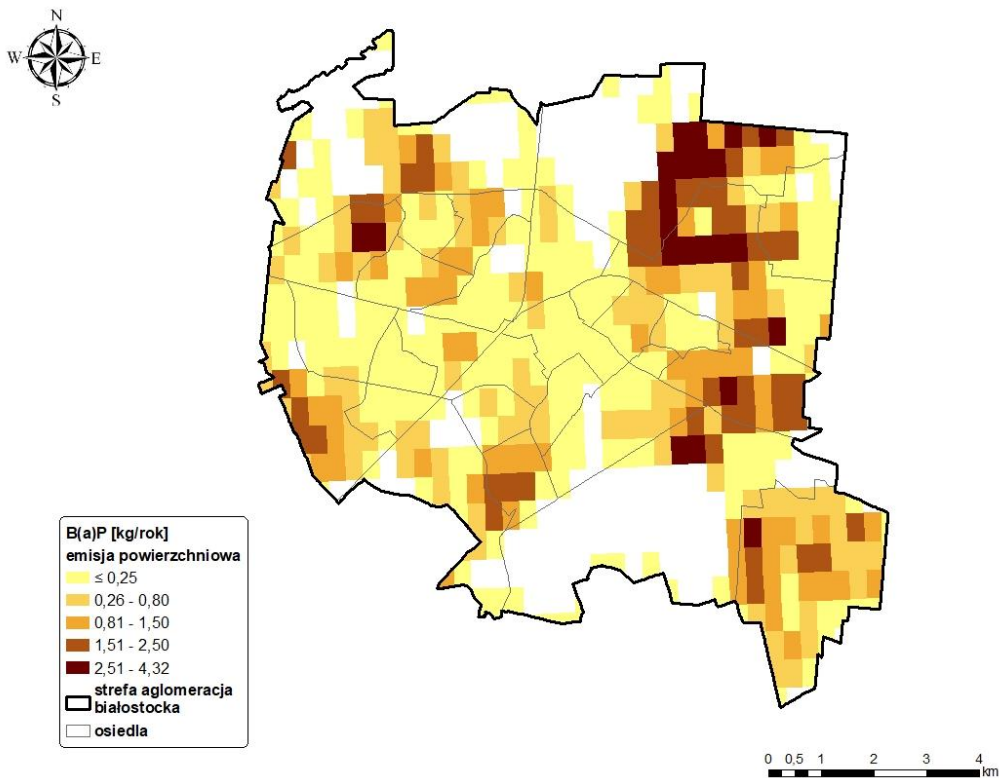 N
W E
S
B(a)P [kg/rok]
emisja powierzchniowa
≤ 0,25
0,26 - 0,80
0,81 - 1,50
1,51 - 2,50
2,51 - 4,32
strefa aglomeracja
białostocka
osiedla
0 0,5 1 2 3 4
km